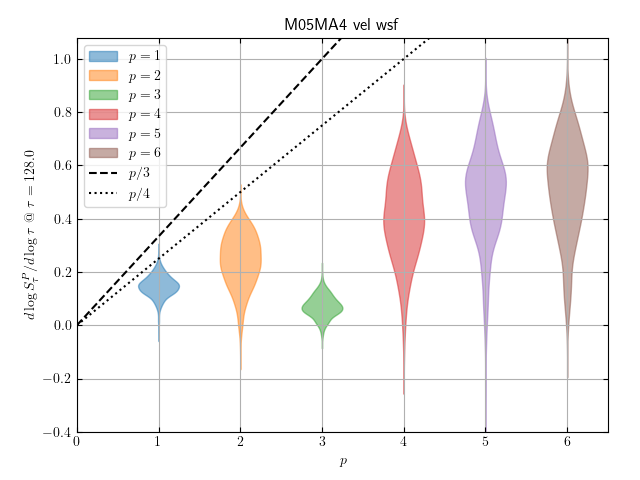 M05MA4 vel wsf
p = 1
p = 2
p = 3
p = 4
p = 5
p = 6
p/3
p/4
d log S_τ^P / d log τ @ τ = 128.0
1.0
0.8
0.6
0.4
0.2
0.0
−0.2
−0.4
0 1 2 3 4 5 6
p